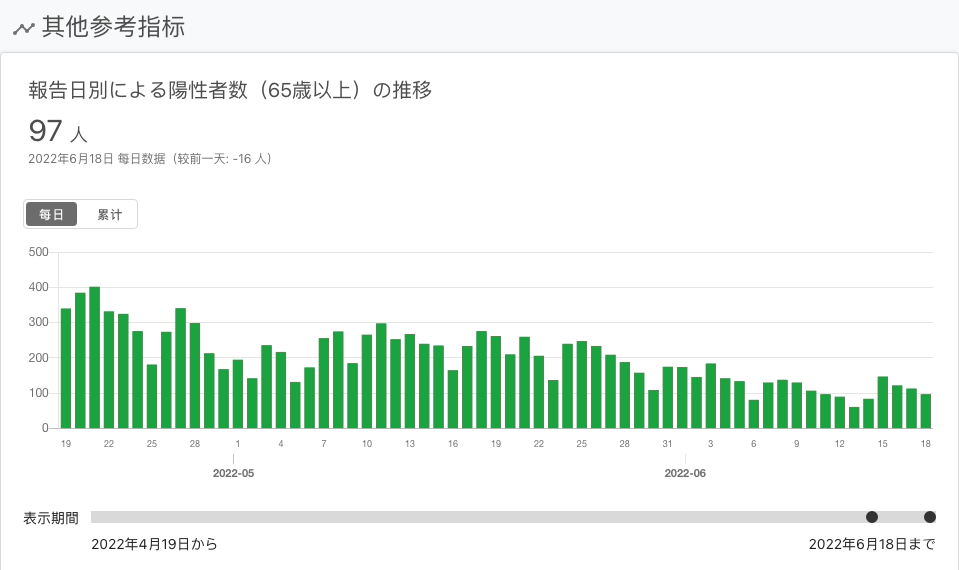 其他参考指标
報告日別による陽性者数（65歳以上）の推移
97 人
2022年6月18日 每日数据（较前一天: -16 人）
每日 累计
500
400
300
200
100
0
19 22 25 28 1 4 7 10 13 16 19 22 25 28 31 3 6 9 12 15 18
2022-05 2022-06
表示期間
2022年4月19日から 2022年6月18日まで